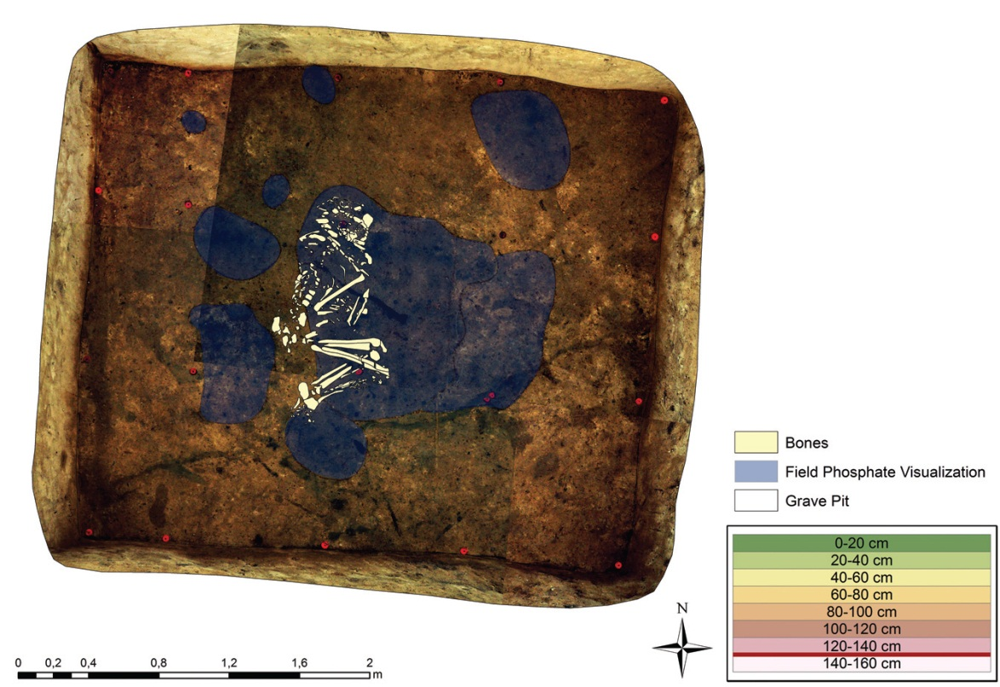 Bones
Field Phosphate Visualization
Grave Pit
0-20 cm
20-40 cm
40-60 cm
60-80 cm
80-100 cm
100-120 cm
120-140 cm
140-160 cm
N
0 0,2 0,4 0,8 1,2 1,6 2
m